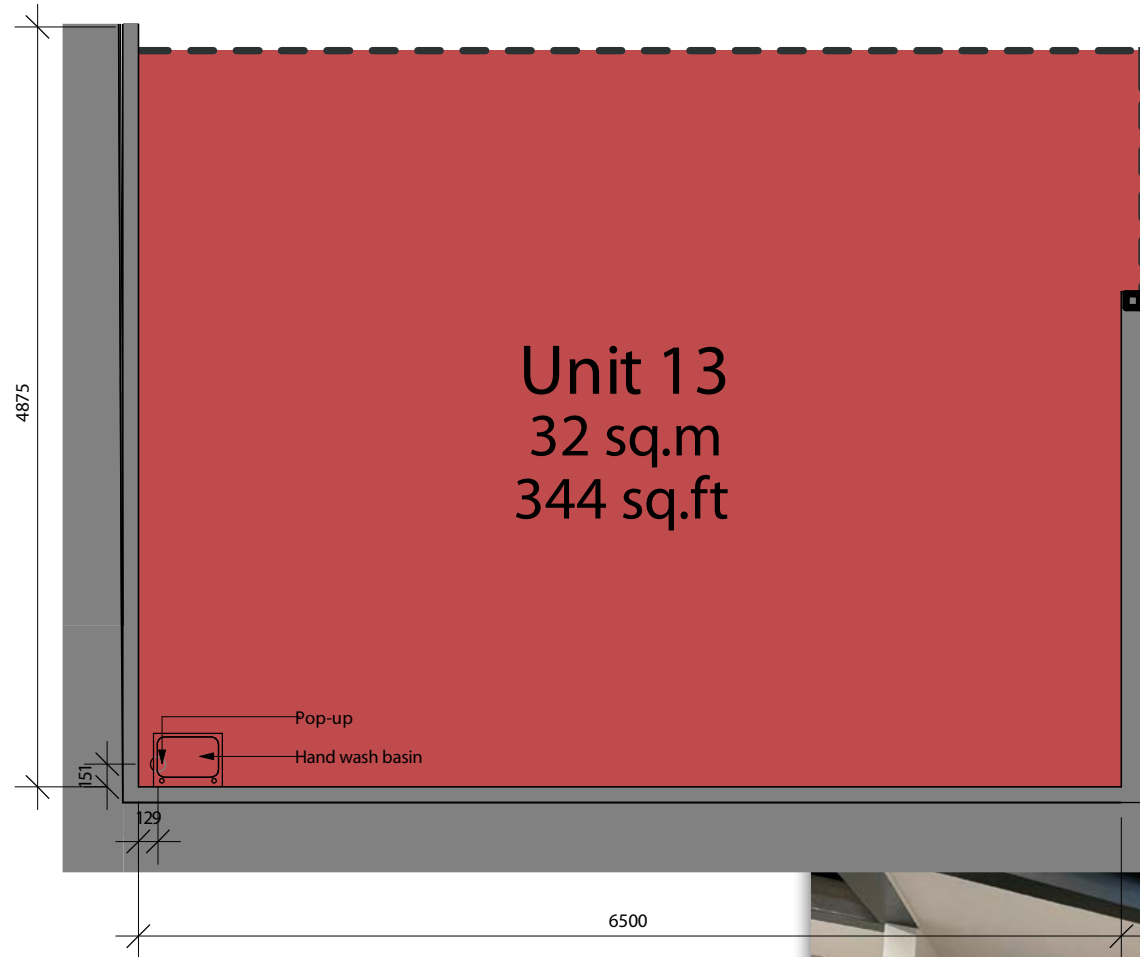 Unit 13
32 sq.m
344 sq.ft
4875
Pop-up
Hand wash basin
151
129
6500